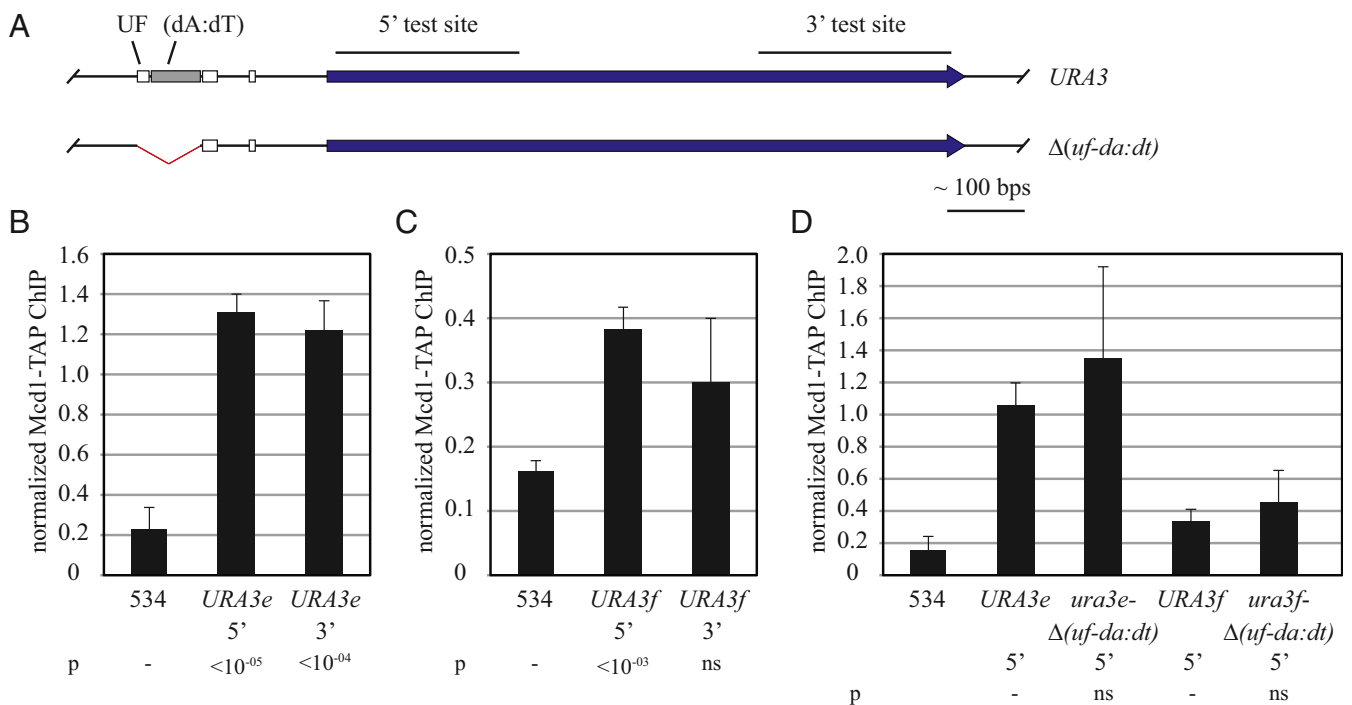 A
UF (dA:dT)
5' test site
3' test site
URA3
Δ(uf-da:dt)
~ 100 bps
B
normalized Mcd1-TAP ChIP
1.6
1.4
1.2
1.0
0.8
0.6
0.4
0.2
0
534 URA3e URA3e
5' 3'
p - <10⁻⁰⁵ <10⁻⁰⁴
C
normalized Mcd1-TAP ChIP
0.5
0.4
0.3
0.2
0.1
0
534 URA3f URA3f
5' 3'
p - <10⁻⁰³ ns
D
normalized Mcd1-TAP ChIP
2.0
1.8
1.6
1.4
1.2
1.0
0.8
0.6
0.4
0.2
0
534 URA3e ura3e- URA3f ura3f-
Δ(uf-da:dt) Δ(uf-da:dt)
5' 5' 5' 5'
p - ns - ns